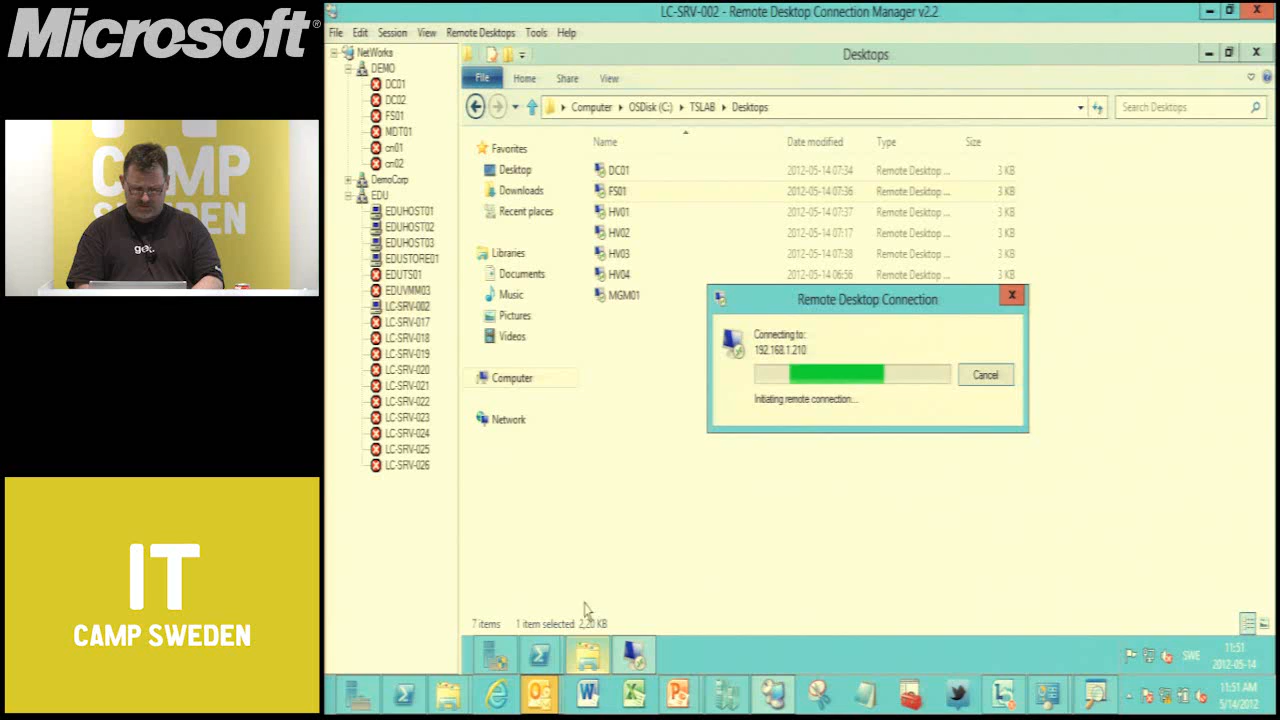 Microsoft®
CAMP
SWEDEN
get.
IT
CAMP SWEDEN
LC-SRV-002 - Remote Desktop Connection Manager v2.2
File Edit Session View Remote Desktops Tools Help
NetWorks
DEMO
DC01
DC02
FS01
MDT01
cn01
cn02
DemoCorp
EDU
EDUHOST01
EDUHOST02
EDUHOST03
EDUSTORE01
EDUTS01
EDUVMM03
LC-SRV-002
LC-SRV-017
LC-SRV-018
LC-SRV-019
LC-SRV-020
LC-SRV-021
LC-SRV-022
LC-SRV-023
LC-SRV-024
LC-SRV-025
LC-SRV-026
Desktops
File Home Share View
Computer OSDisk (C:) TSLAB Desktops Search Desktops
Favorites
Desktop
Downloads
Recent places
Libraries
Documents
Music
Pictures
Videos
Computer
Network
Name Date modified Type Size
DC01 2012-05-14 07:34 Remote Desktop ... 3 KB
FS01 2012-05-14 07:36 Remote Desktop ... 3 KB
HV01 2012-05-14 07:37 Remote Desktop ... 3 KB
HV02 2012-05-14 07:17 Remote Desktop ... 3 KB
HV03 2012-05-14 07:38 Remote Desktop ... 3 KB
HV04 2012-05-14 06:56 Remote Desktop ... 3 KB
MGM01
Remote Desktop Connection
Connecting to:
192.168.1.210
Cancel
Initiating remote connection...
7 items 1 item selected 2,20 KB
SWE
11:51
2012-05-14
11:51 AM
5/14/2012